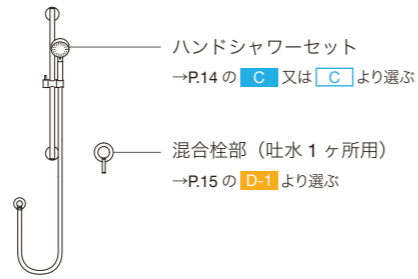 ハンドシャワーセット
→P.14 の C 又は C より選ぶ
混合栓部（吐水 1 ヶ所用）
→P.15 の D-1 より選ぶ